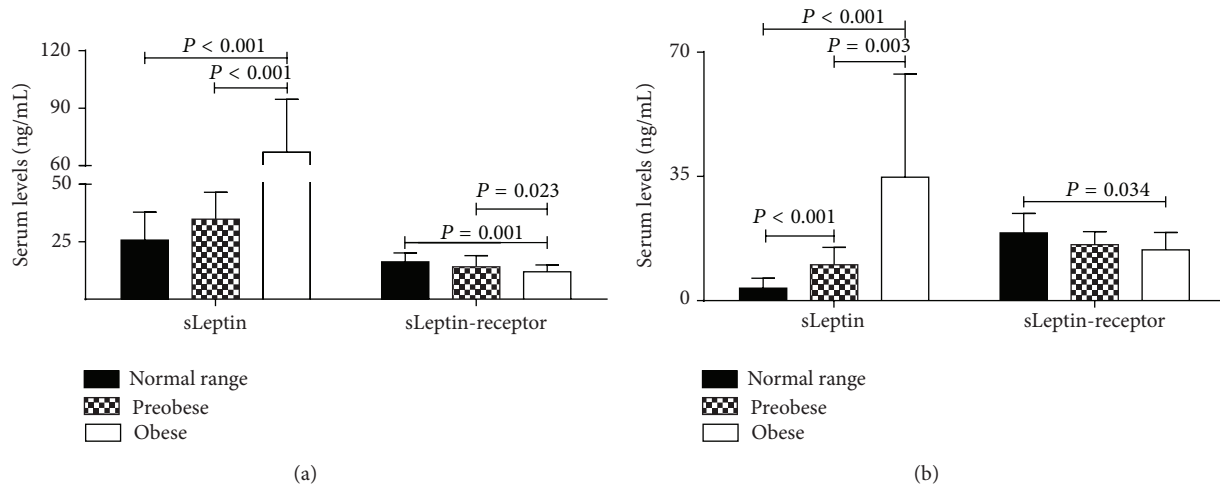 P < 0.001
P < 0.001
P = 0.023
P = 0.001
120
90
60
50
25
Serum levels (ng/mL)
sLeptin
sLeptin-receptor
Normal range
Preobese
Obese
(a)
P < 0.001
P = 0.003
P < 0.001
P = 0.034
70
35
0
Serum levels (ng/mL)
sLeptin
sLeptin-receptor
Normal range
Preobese
Obese
(b)